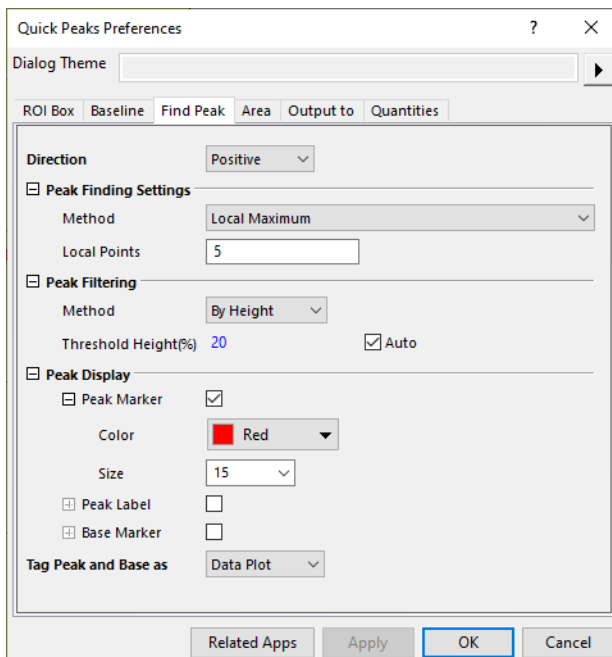 Quick Peaks Preferences ?
Dialog Theme
ROI Box Baseline Find Peak Area Output to Quantities
Direction Positive
Peak Finding Settings
Method Local Maximum
Local Points 5
Peak Filtering
Method By Height
Threshold Height(%) 20 Auto
Peak Display
Peak Marker
Color Red
Size 15
Peak Label
Base Marker
Tag Peak and Base as Data Plot
Related Apps Apply OK Cancel